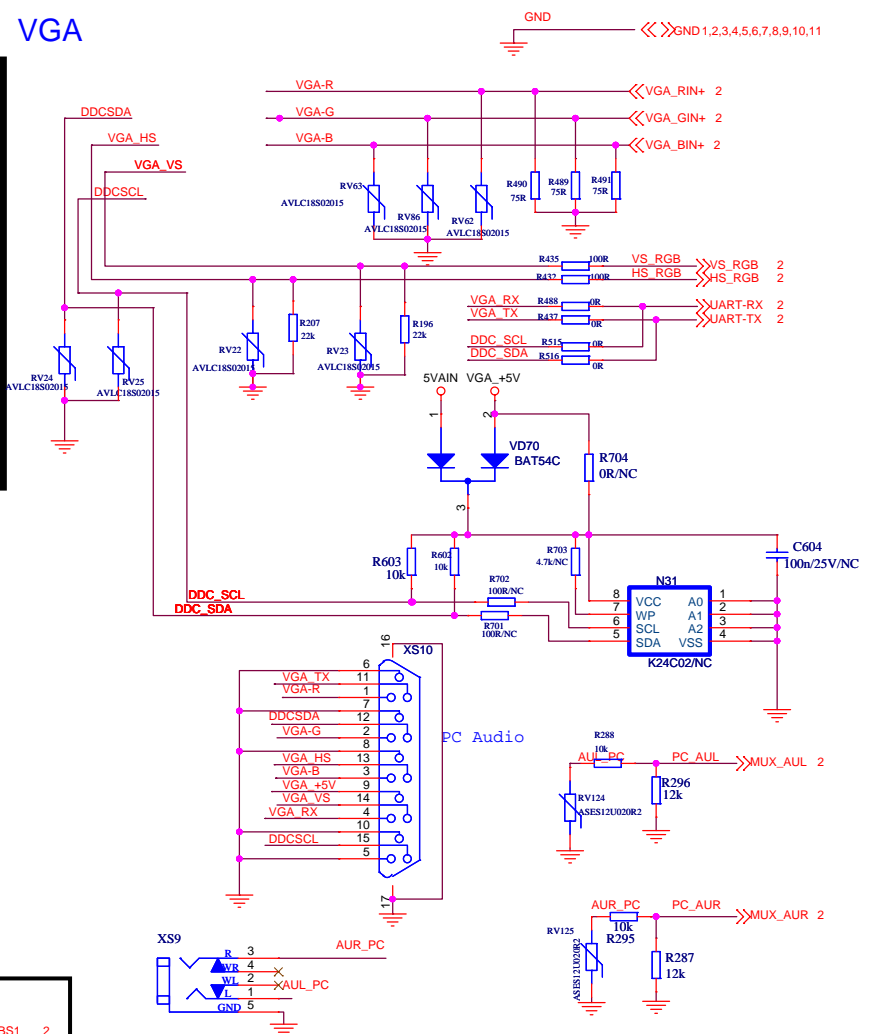 VGA
GND
GND 1,2,3,4,5,6,7,8,9,10,11
VGA-R
VGA_RIN+ 2
DDCSDA
VGA-G
VGA_GIN+ 2
VGA_HS
VGA-B
VGA_BIN+ 2
VGA_VS
DDCSCL
RV63
AVLC18S02015
RV86
AVLC18S02015
RV62
AVLC18S02015
R490
75R
R489
75R
R491
75R
R435
100R
VS_RGB
VS_RGB 2
R432
100R
HS_RGB
HS_RGB 2
VGA_RX
R488
0R
UART-RX 2
VGA_TX
R437
0R
UART-TX 2
DDC_SCL
R515
0R
DDC_SDA
R516
0R
RV24
AVLC18S02015
RV25
AVLC18S02015
RV22
AVLC18S02015
R207
22k
RV23
AVLC18S02015
R196
22k
5VAIN
VGA_+5V
1
2
3
VD70
BAT54C
R704
0R/NC
R603
10k
R602
10k
R703
4.7k/NC
C604
100n/25V/NC
DDC_SCL
R702
100R/NC
DDC_SDA
R701
100R/NC
N31
8 VCC A0 1
7 WP A1 2
6 SCL A2 3
5 SDA VSS 4
K24C02/NC
16
XS10
6
VGA_TX 11
VGA-R 1
7
DDCSDA 12
VGA-G 2
8
VGA_HS 13
VGA-B 3
VGA_+5V 9
VGA_VS 14
VGA_RX 4
10
DDCSCL 15
5
17
PC Audio
R288
10k
AUL_PC
PC_AUL
MUX_AUL 2
RV124
ASES12U020R2
R296
12k
AUR_PC
PC_AUR
MUX_AUR 2
RV125
ASES12U020R2
10k
R295
R287
12k
XS9
R 3
AUR_PC
WR 4
WL 2
AUL_PC
L 1
GND 5
BS1 2